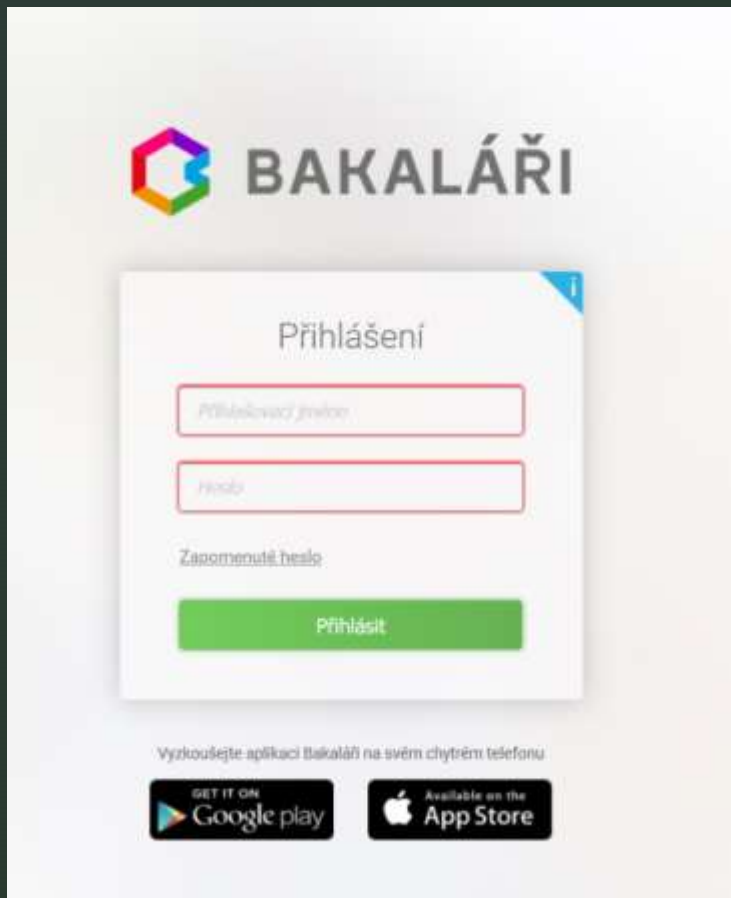 BAKALÁŘI
i
Přihlášení
Přihlašovací jméno
Heslo
Zapomenuté heslo
Přihlásit
Vyzkoušejte aplikaci Bakaláři na svém chytrém telefonu
GET IT ON
Google play
Available on the
App Store